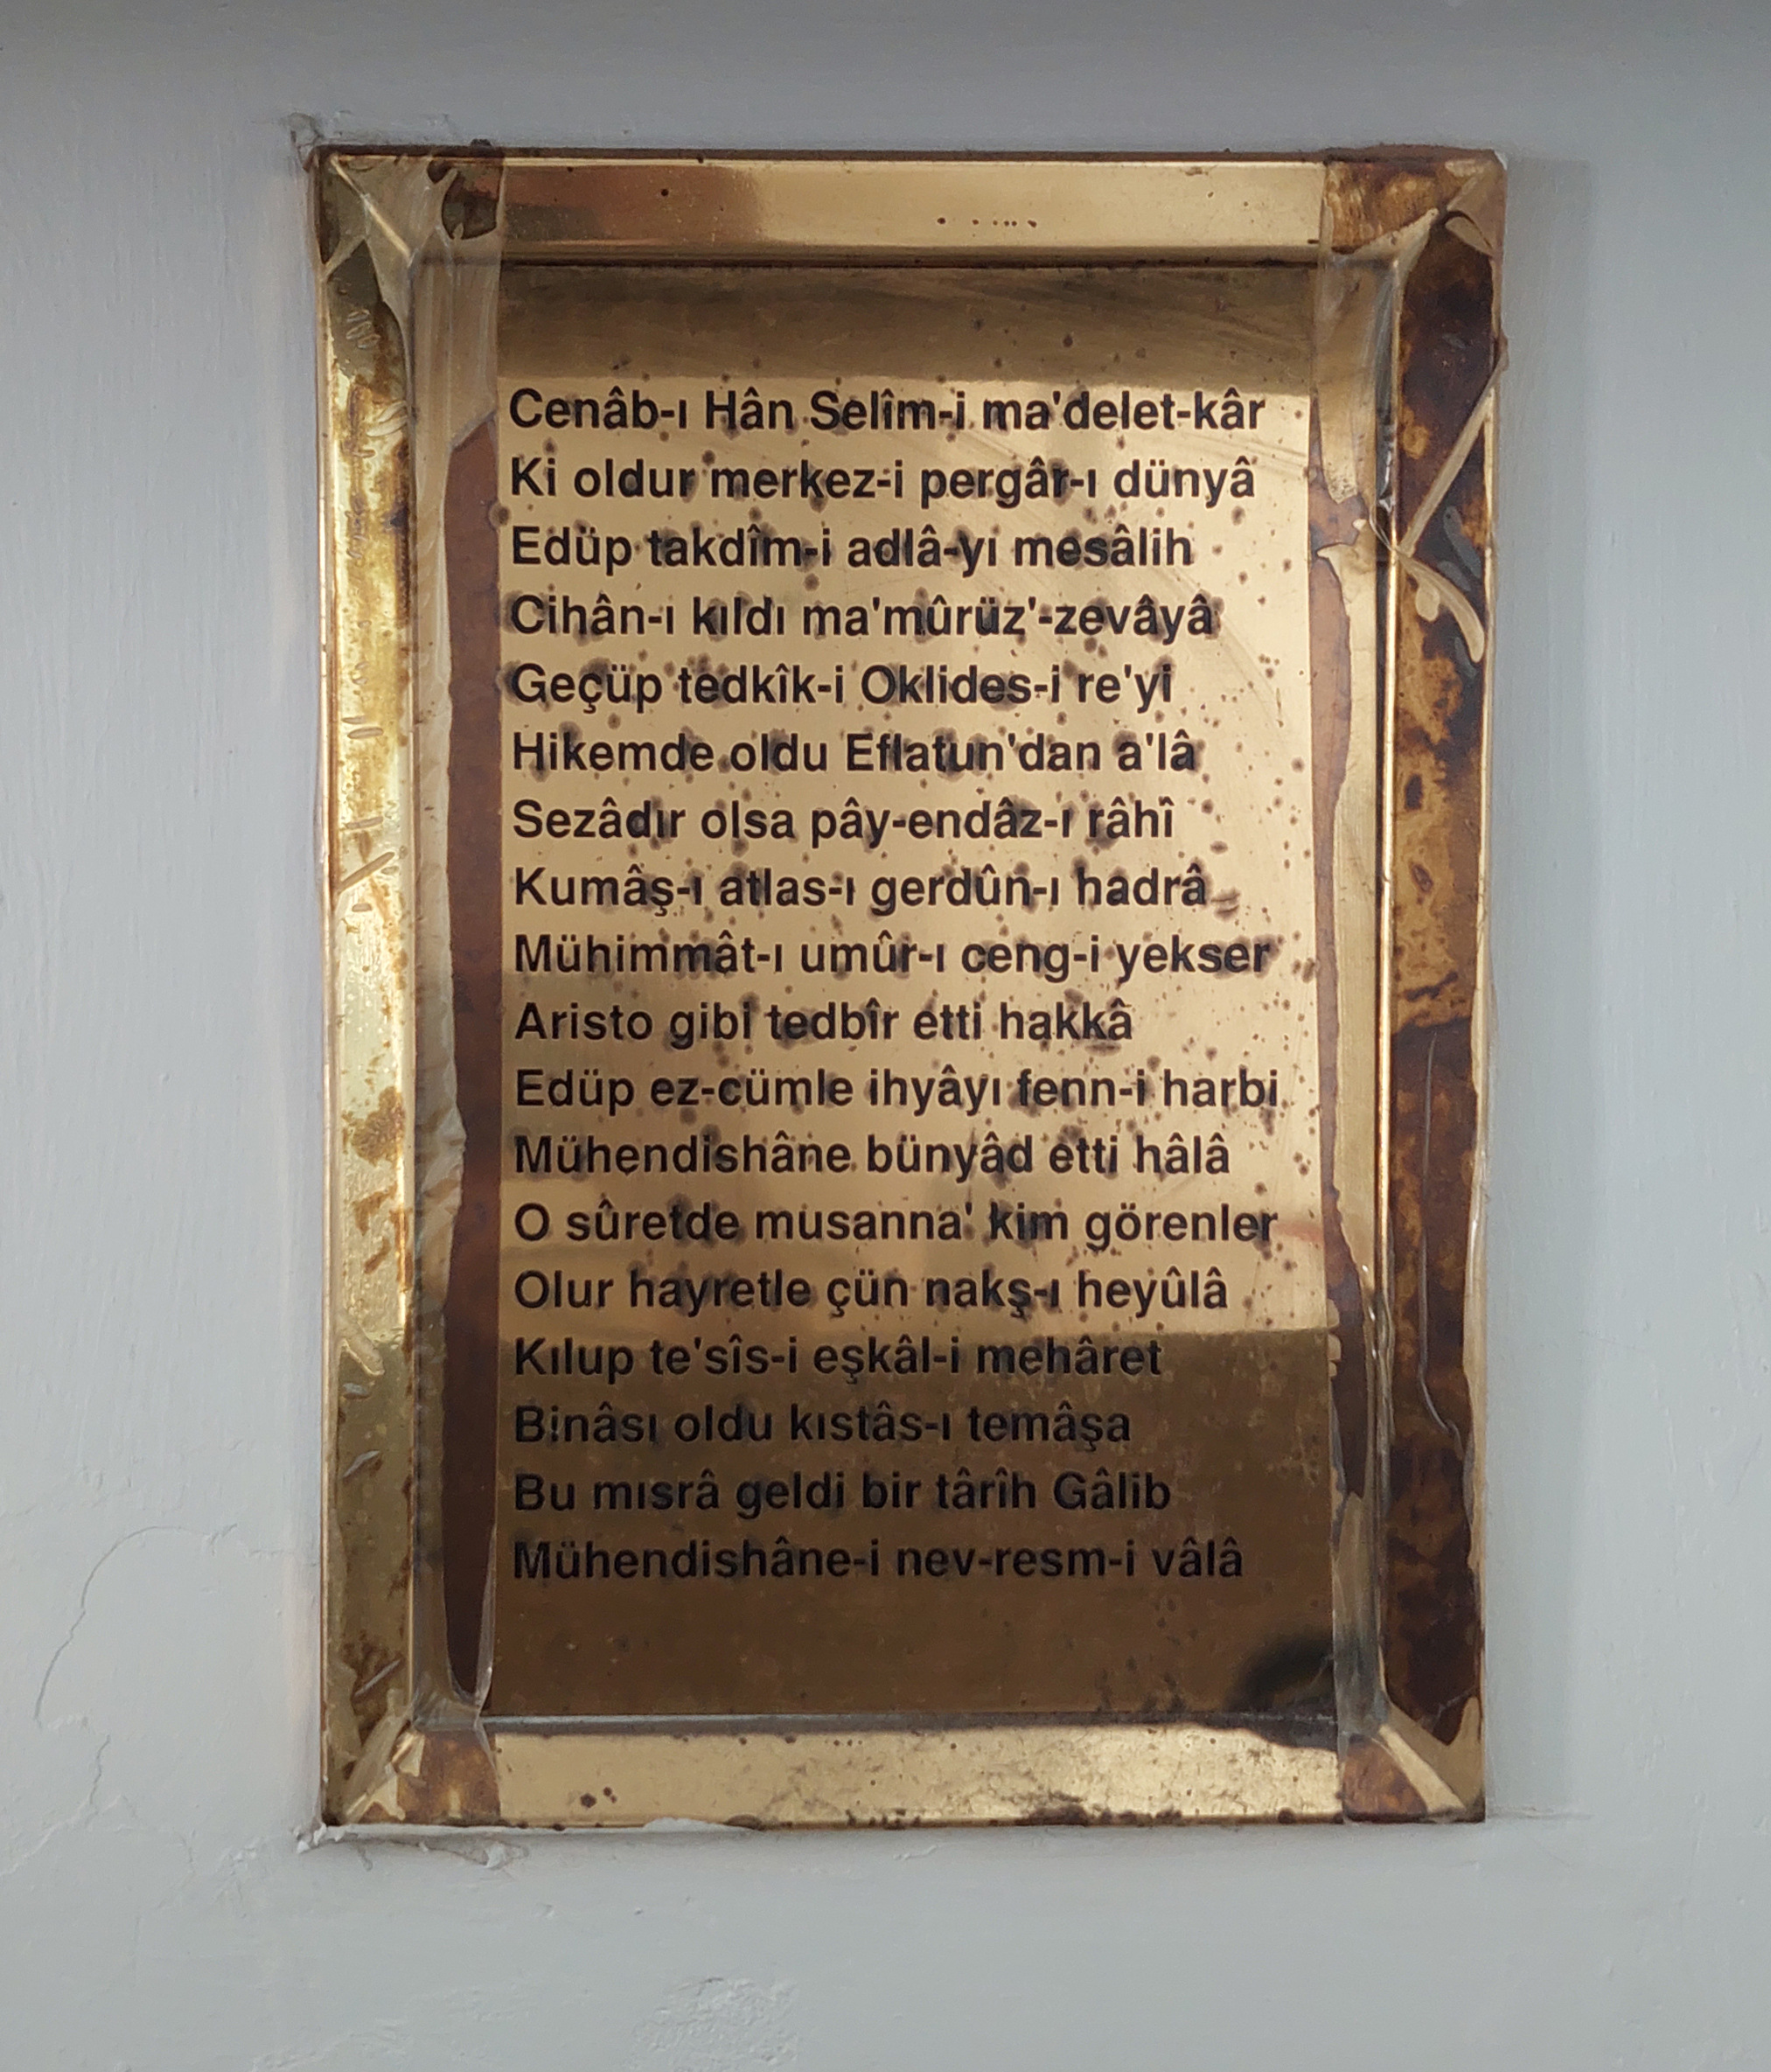 Cenâb-ı Hân Selîm-i ma'delet-kâr
Ki oldur merkez-i pergâr-ı dünyâ
Edüp takdîm-i adlâ-yı mesâlih
Cihân-ı kıldı ma'mûrüz'-zevâyâ
Geçüp tedkîk-i Oklides-i re'yi
Hikemde oldu Eflatun'dan a'lâ
Sezâdır olsa pây-endâz-ı râhî
Kumâş-ı atlas-ı gerdûn-ı hadrâ
Mühimmât-ı umûr-ı ceng-i yekser
Aristo gibi tedbîr etti hakkâ
Edüp ez-cümle ihyâyı fenn-i harbi
Mühendishâne bünyâd etti hâlâ
O sûretde musanna' kim görenler
Olur hayretle çün nakş-ı heyûlâ
Kılup te'sîs-i eşkâl-i mehâret
Binâsı oldu kıstâs-ı temâşa
Bu mısrâ geldi bir târîh Gâlib
Mühendishâne-i nev-resm-i vâlâ